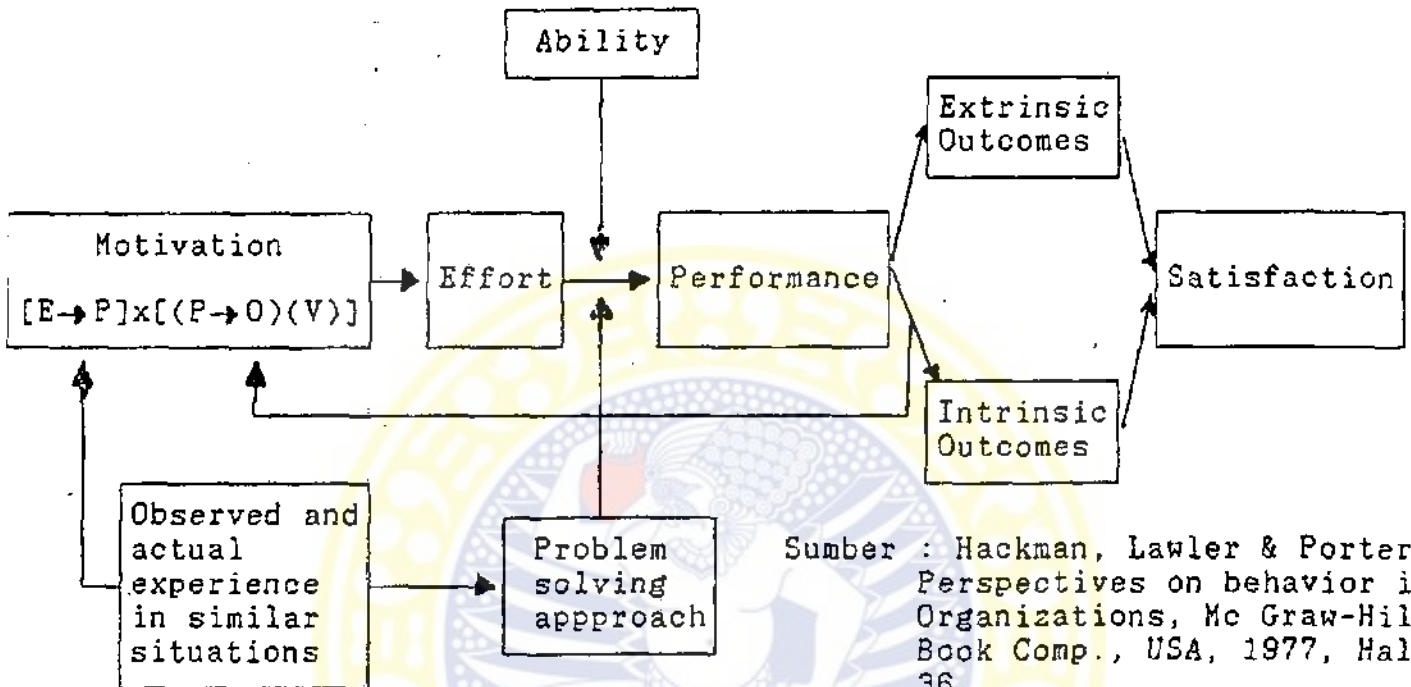 Ability
Extrinsic
Outcomes
Motivation
[E→P]x[(P→O)(V)]
Effort
Performance
Satisfaction
Intrinsic
Outcomes
Observed and
actual
experience
in similar
situations
Problem
solving
appproach
Sumber : Hackman, Lawler & Porter
Perspectives on behavior i
Organizations, Mc Graw-Hil
Book Comp., USA, 1977, Hal
36